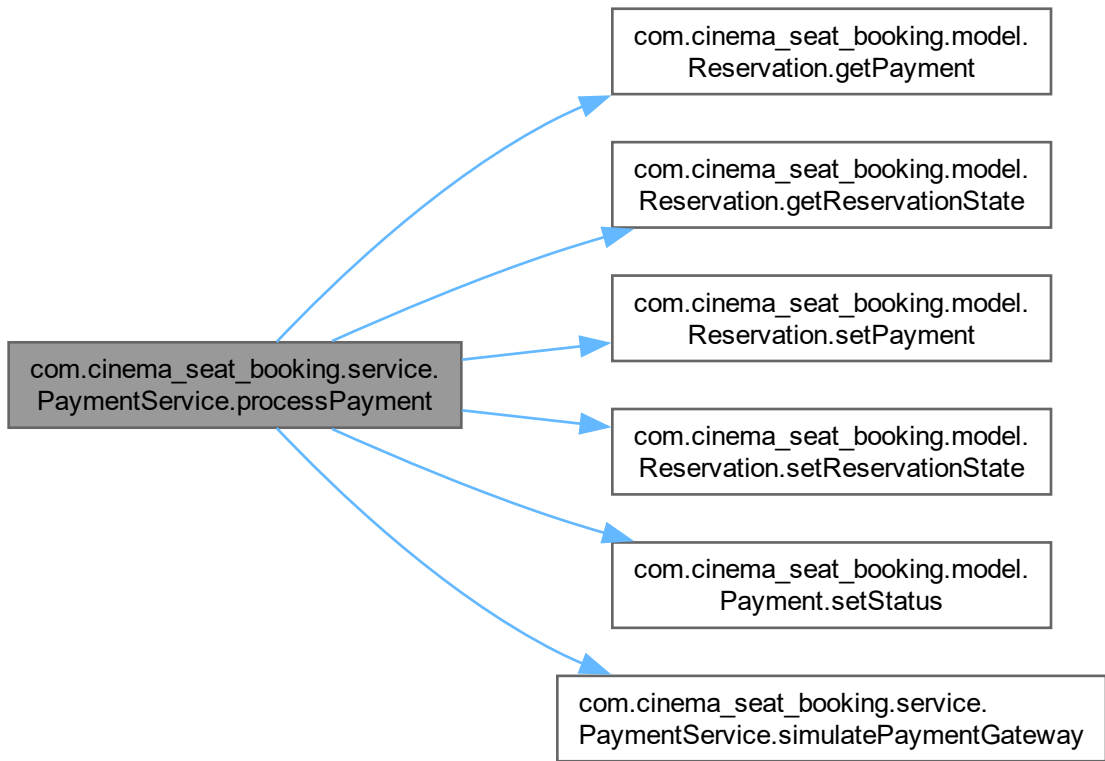 com.cinema_seat_booking.model.
Reservation.getPayment
com.cinema_seat_booking.model.
Reservation.getReservationState
com.cinema_seat_booking.model.
Reservation.setPayment
com.cinema_seat_booking.service.
PaymentService.processPayment
com.cinema_seat_booking.model.
Reservation.setReservationState
com.cinema_seat_booking.model.
Payment.setStatus
com.cinema_seat_booking.service.
PaymentService.simulatePaymentGateway